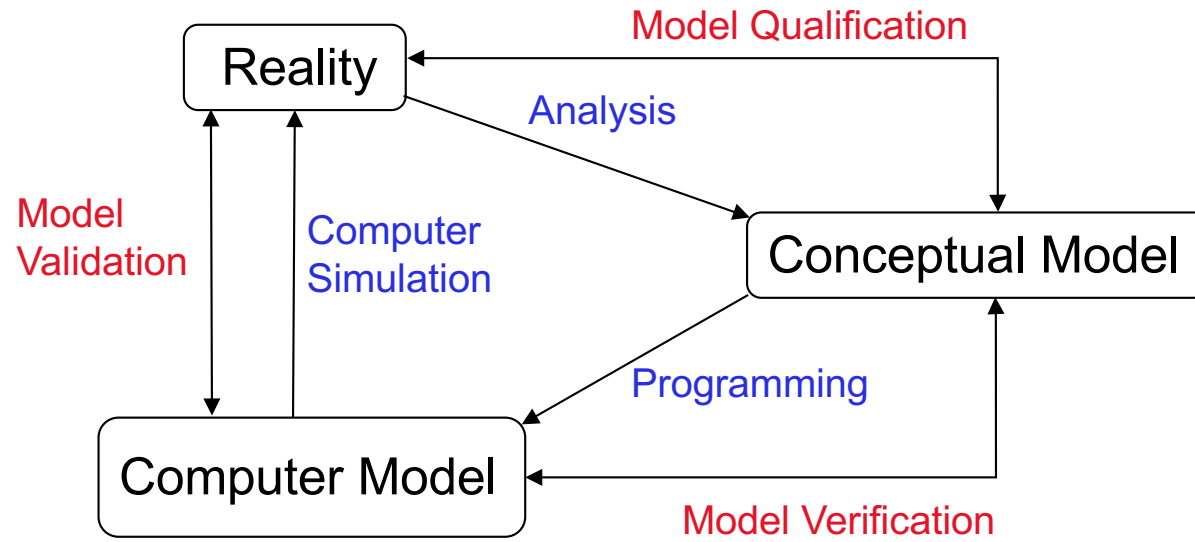 Model Qualification
Reality
Analysis
Model
Validation
Computer
Simulation
Conceptual Model
Programming
Computer Model
Model Verification